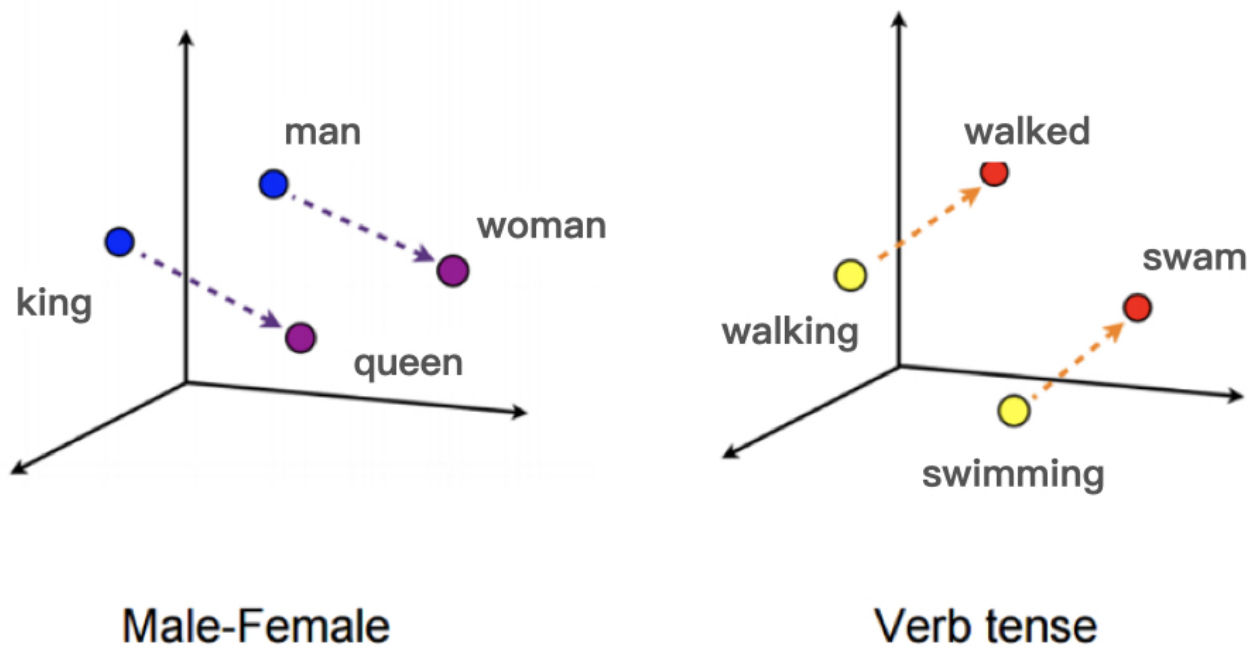 man
woman
king
queen
Male-Female
walked
swam
walking
swimming
Verb tense